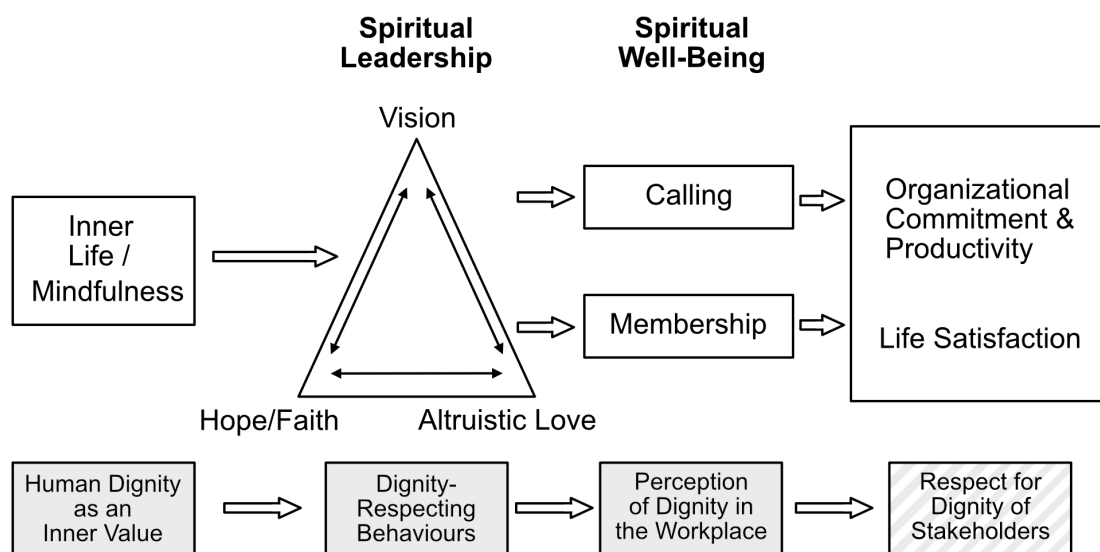 Spiritual
Leadership
Spiritual
Well-Being
Vision
Inner
Life /
Mindfulness
Calling
Membership
Organizational
Commitment &
Productivity
Life Satisfaction
Hope/Faith
Altruistic Love
Human Dignity
as an
Inner Value
Dignity-
Respecting
Behaviours
Perception
of Dignity in
the Workplace
Respect for
Dignity of
Stakeholders